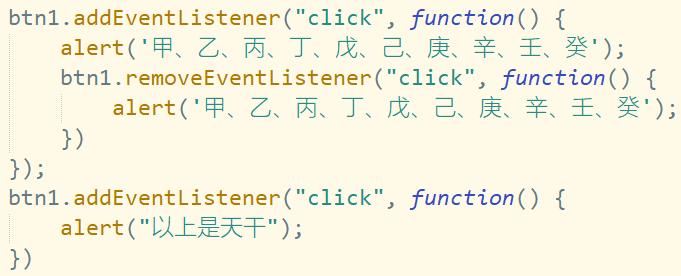 btn1.addEventListener("click", function() {
    alert('甲、乙、丙、丁、戊、己、庚、辛、壬、癸');
    btn1.removeEventListener("click", function() {
        alert('甲、乙、丙、丁、戊、己、庚、辛、壬、癸');
    })
});
btn1.addEventListener("click", function() {
    alert("以上是天干");
})